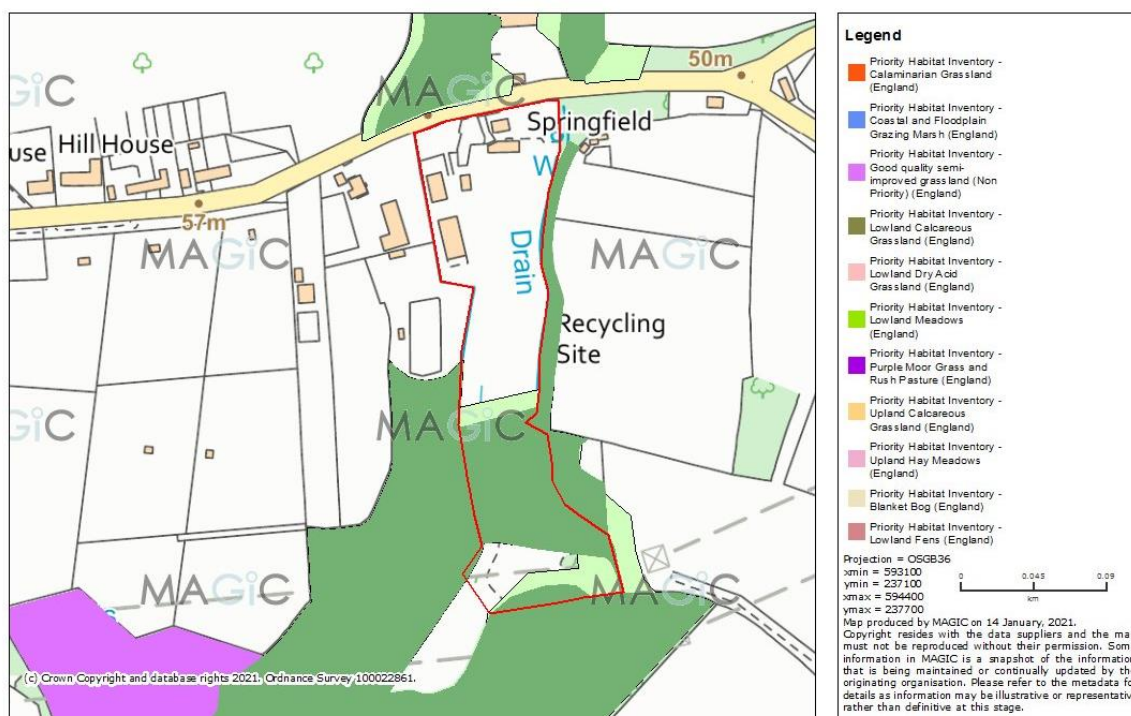 MAGiC
MAGiC
MAGiC
50m
Springfield
W
use
Hill House
57m
MAGiC
Drain
MAGiC
Recycling
Site
GiC
MAGiC
MAGiC
GiC
MAGiC
MAGiC
(c) Crown Copyright and database rights 2021. Ordnance Survey 100022861.
Legend
Priority Habitat Inventory -
Calaminarian Grassland
(England)
Priority Habitat Inventory -
Coastal and Floodplain
Grazing Marsh (England)
Priority Habitat Inventory -
Good quality semi-
improved grassland (Non
Priority) (England)
Priority Habitat Inventory -
Lowland Calcareous
Grassland (England)
Priority Habitat Inventory -
Lowland Dry Acid
Grassland (England)
Priority Habitat Inventory -
Lowland Meadows
(England)
Priority Habitat Inventory -
Purple Moor Grass and
Rush Pasture (England)
Priority Habitat Inventory -
Upland Calcareous
Grassland (England)
Priority Habitat Inventory -
Upland Hay Meadows
(England)
Priority Habitat Inventory -
Blanket Bog (England)
Priority Habitat Inventory -
Lowland Fens (England)
Projection = OSGB36
xmin = 593100
ymin = 237100
xmax = 594400
ymax = 237700
0 0.045 0.09
km
Map produced by MAGIC on 14 January, 2021.
Copyright resides with the data suppliers and the ma
must not be reproduced without their permission. Som
information in MAGIC is a snapshot of the information
that is being maintained or continually updated by the
originating organisation. Please refer to the metadata fo
details as information may be illustrative or representativ
rather than definitive at this stage.